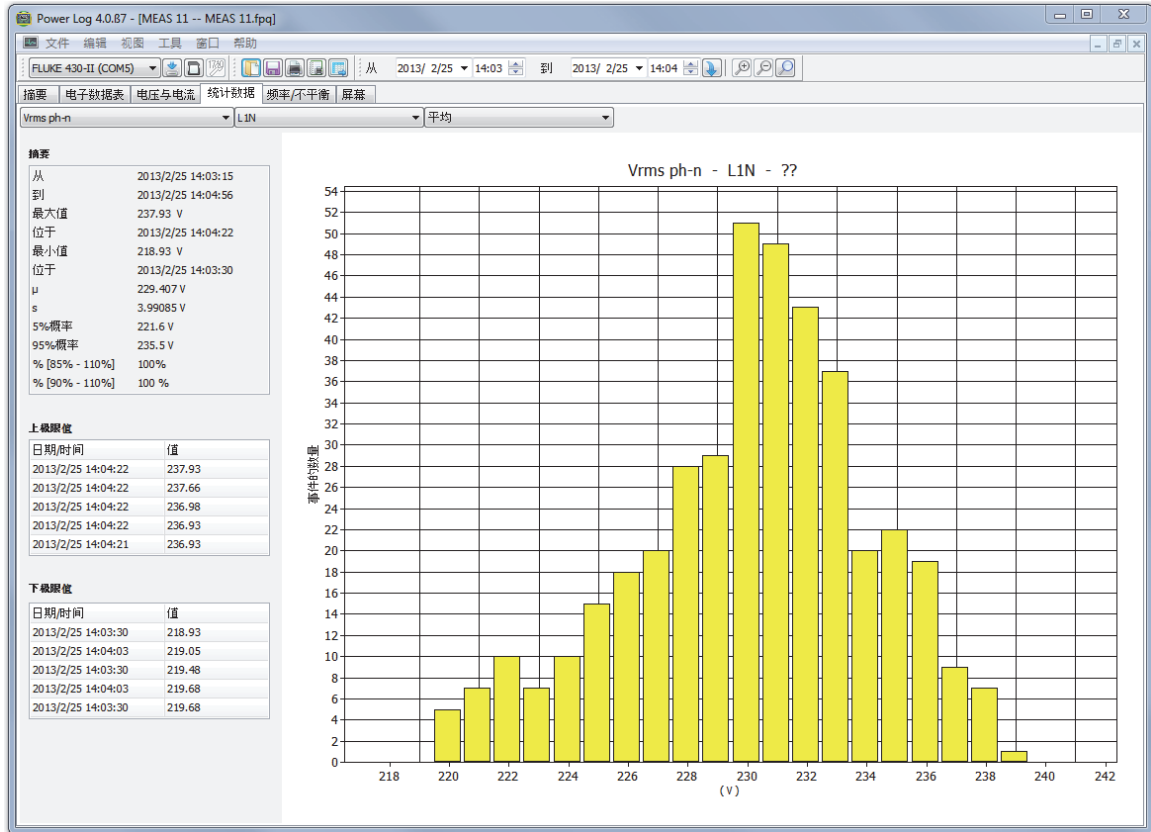 Power Log 4.0.87 - [MEAS 11 -- MEAS 11.fpq]
文件 编辑 视图 工具 窗口 帮助
FLUKE 430-II (COM5) 从 2013/ 2/25 14:03 到 2013/ 2/25 14:04
摘要 电子数据表 电压与电流 统计数据 频率/不平衡 屏幕
Vrms ph-n L1N 平均
摘要
从 2013/2/25 14:03:15
到 2013/2/25 14:04:56
最大值 237.93 V
位于 2013/2/25 14:04:22
最小值 218.93 V
位于 2013/2/25 14:03:30
μ 229.407 V
s 3.99085 V
5%概率 221.6 V
95%概率 235.5 V
% [85% - 110%] 100%
% [90% - 110%] 100 %
上极限值
日期/时间 值
2013/2/25 14:04:22 237.93
2013/2/25 14:04:22 237.66
2013/2/25 14:04:22 236.98
2013/2/25 14:04:22 236.93
2013/2/25 14:04:21 236.93
下极限值
日期/时间 值
2013/2/25 14:03:30 218.93
2013/2/25 14:04:03 219.05
2013/2/25 14:03:30 219.48
2013/2/25 14:04:03 219.68
2013/2/25 14:03:30 219.68
Vrms ph-n - L1N - ??
54
52
50
48
46
44
42
40
38
36
34
32
30
28
26
24
22
20
18
16
14
12
10
8
6
4
2
0
事件的数量
218 220 222 224 226 228 230 232 234 236 238 240 242
(V)